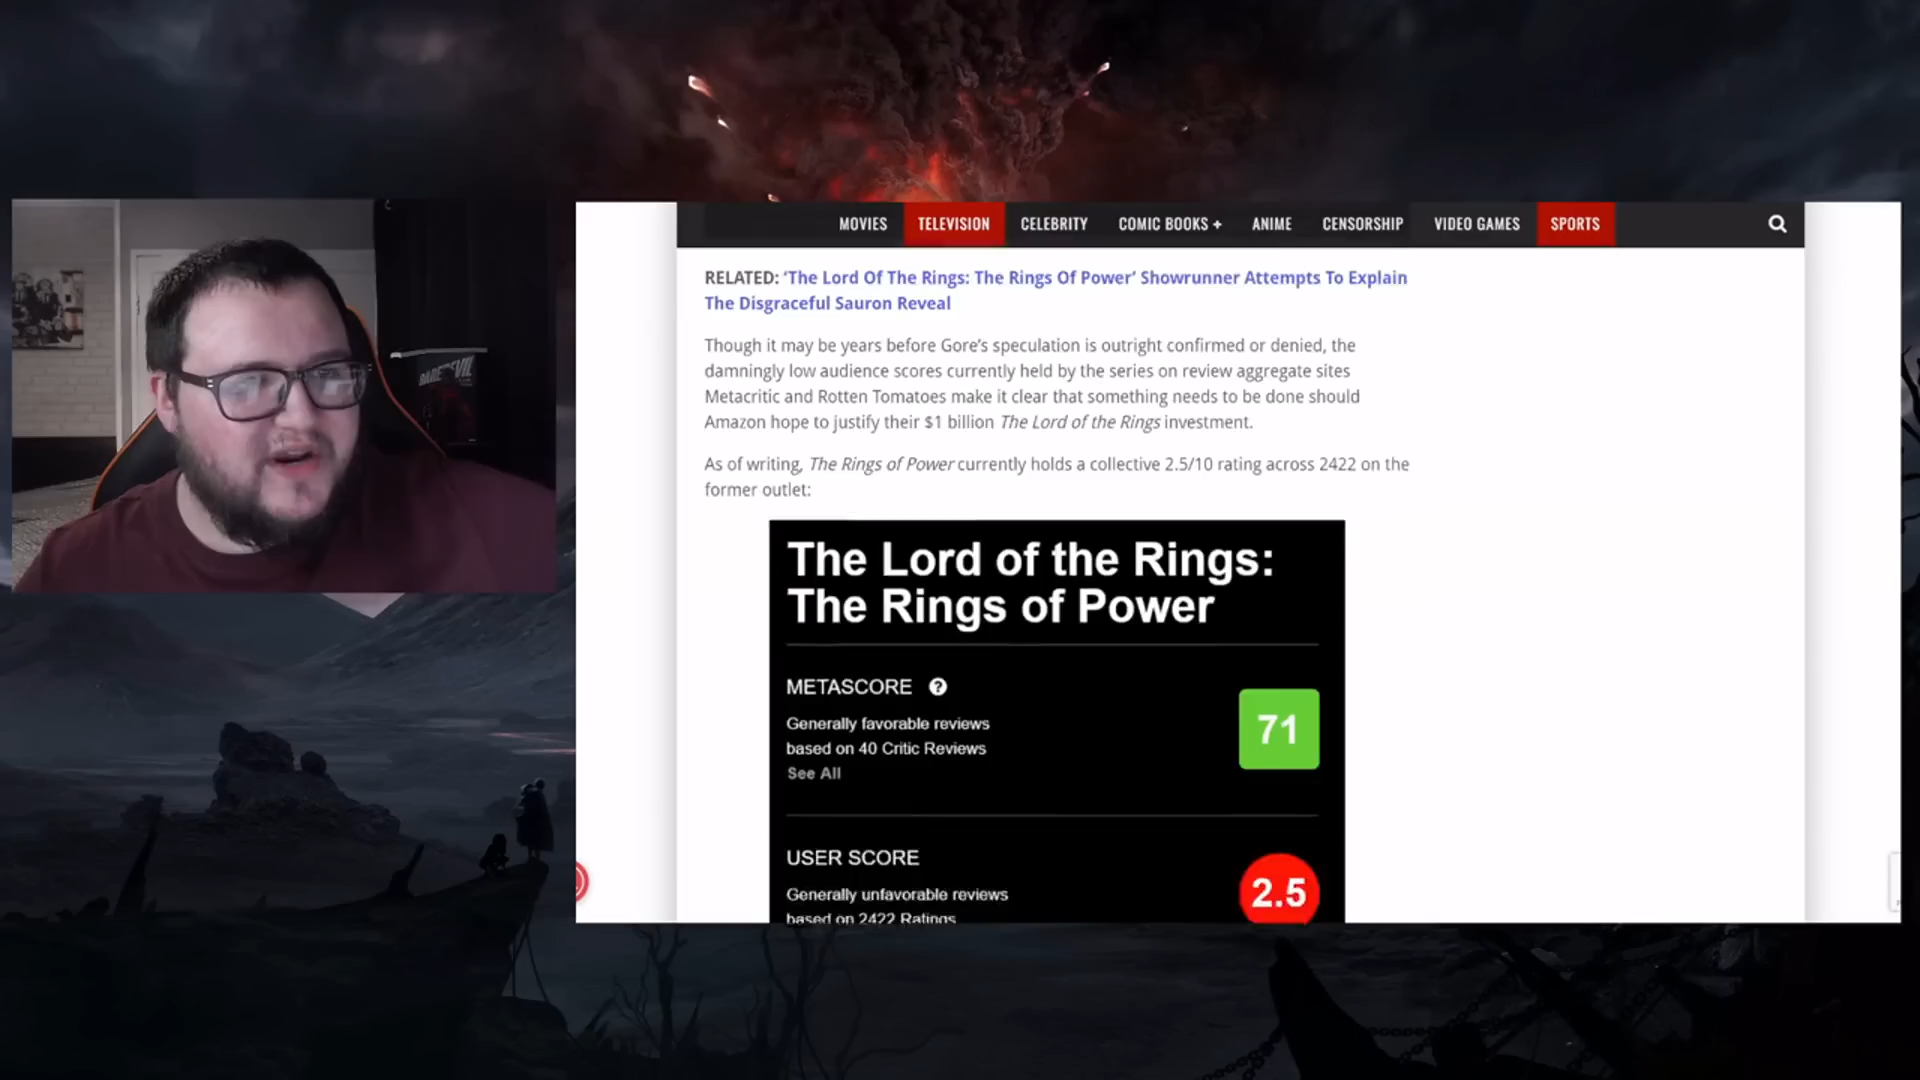 MOVIES TELEVISION CELEBRITY COMIC BOOKS + ANIME CENSORSHIP VIDEO GAMES SPORTS
RELATED: ‘The Lord Of The Rings: The Rings Of Power’ Showrunner Attempts To Explain
The Disgraceful Sauron Reveal
Though it may be years before Gore’s speculation is outright confirmed or denied, the
damningly low audience scores currently held by the series on review aggregate sites
Metacritic and Rotten Tomatoes make it clear that something needs to be done should
Amazon hope to justify their $1 billion The Lord of the Rings investment.
As of writing, The Rings of Power currently holds a collective 2.5/10 rating across 2422 on the
former outlet:
DAREDEVIL
The Lord of the Rings:
The Rings of Power
METASCORE ?
Generally favorable reviews
based on 40 Critic Reviews
See All
71
USER SCORE
Generally unfavorable reviews
based on 2422 Ratings
2.5